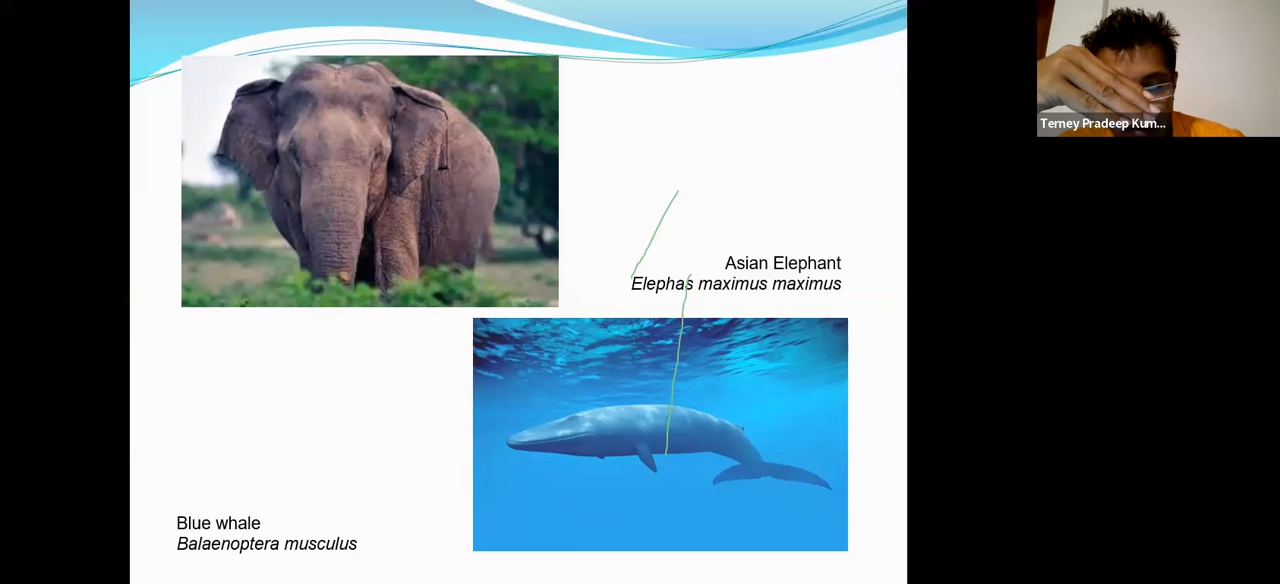 Terney Pradeep Kum...
Asian Elephant
Elephas maximus maximus
Blue whale
Balaenoptera musculus